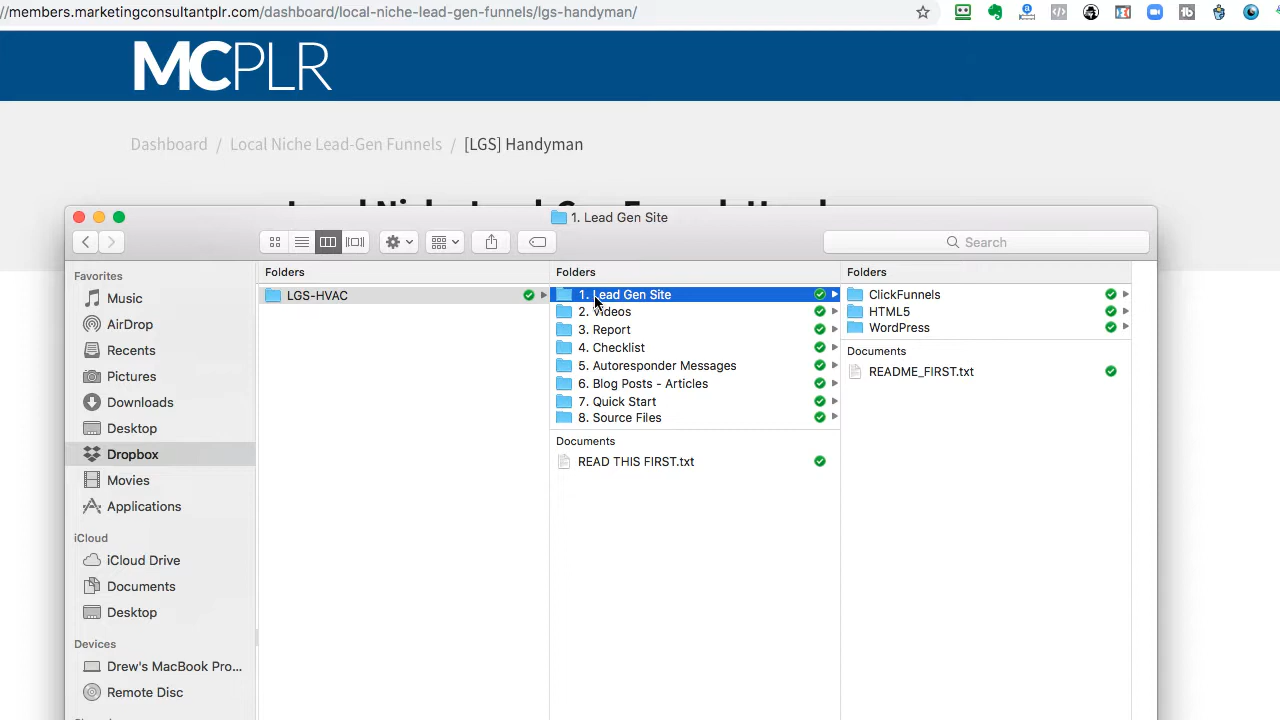 //members.marketingconsultantplr.com/dashboard/local-niche-lead-gen-funnels/lgs-handyman/
MCPLR
Dashboard / Local Niche Lead-Gen Funnels / [LGS] Handyman
1. Lead Gen Site
Search
Favorites
Music
AirDrop
Recents
Pictures
Downloads
Desktop
Dropbox
Movies
Applications
iCloud
iCloud Drive
Documents
Desktop
Devices
Drew's MacBook Pro...
Remote Disc
Folders
LGS-HVAC
Folders
1. Lead Gen Site
2. Videos
3. Report
4. Checklist
5. Autoresponder Messages
6. Blog Posts - Articles
7. Quick Start
8. Source Files
Documents
READ THIS FIRST.txt
Folders
ClickFunnels
HTML5
WordPress
Documents
README_FIRST.txt